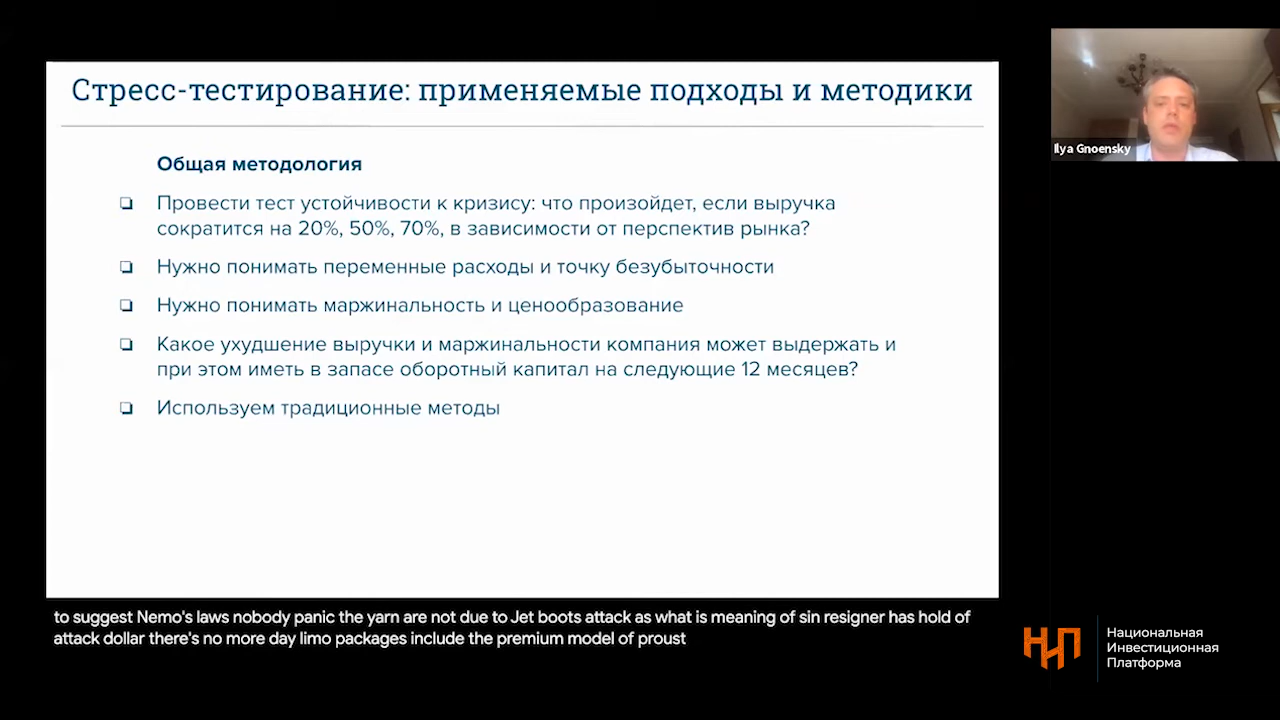 Стресс-тестирование: применяемые подходы и методики
Общая методология
❏ Провести тест устойчивости к кризису: что произойдет, если выручка
сократится на 20%, 50%, 70%, в зависимости от перспектив рынка?
❏ Нужно понимать переменные расходы и точку безубыточности
❏ Нужно понимать маржинальность и ценообразование
❏ Какое ухудшение выручки и маржинальности компания может выдержать и
при этом иметь в запасе оборотный капитал на следующие 12 месяцев?
❏ Используем традиционные методы
Ilya Gnoensky
to suggest Nemo's laws nobody panic the yarn are not due to Jet boots attack as what is meaning of sin resigner has hold of
attack dollar there's no more day limo packages include the premium model of proust
НИП
Национальная
Инвестиционная
Платформа